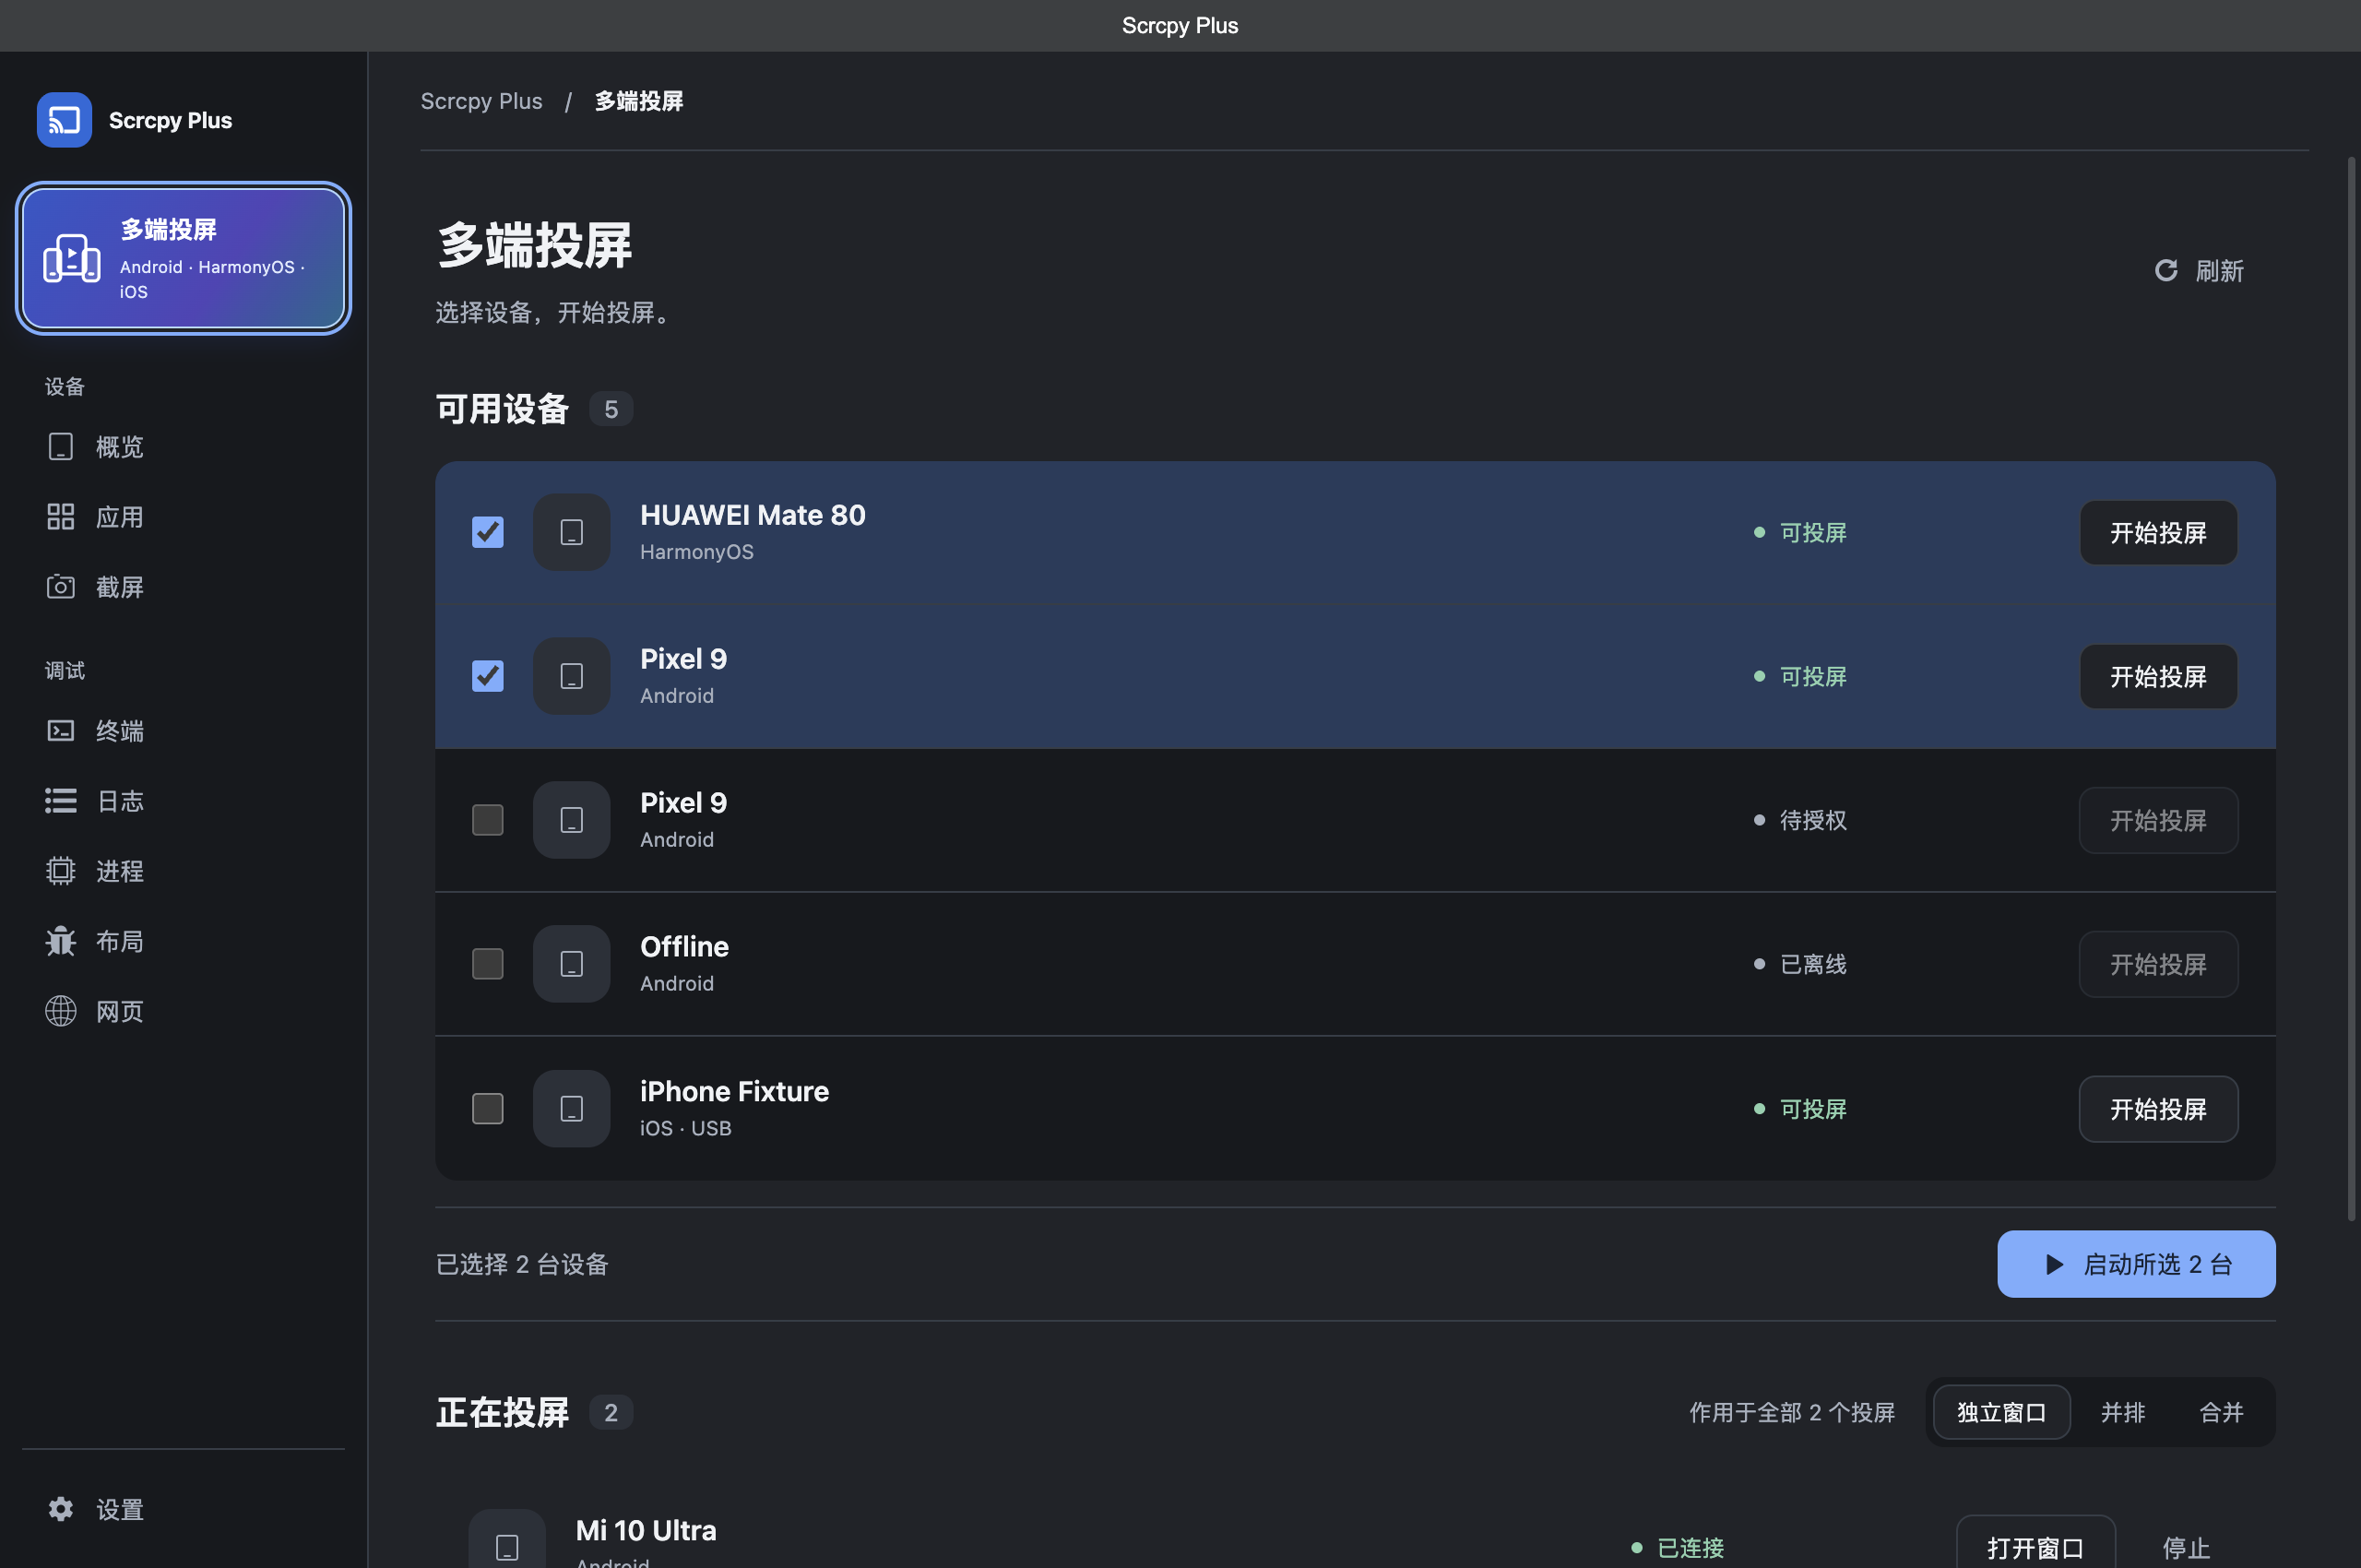 Scrcpy Plus
Scrcpy Plus
多端投屏
Android · HarmonyOS ·
iOS
设备
概览
应用
截屏
调试
终端
日志
进程
布局
网页
设置
Scrcpy Plus / 多端投屏
多端投屏
选择设备，开始投屏。
刷新
可用设备 5
HUAWEI Mate 80
HarmonyOS
可投屏
开始投屏
Pixel 9
Android
可投屏
开始投屏
Pixel 9
Android
待授权
开始投屏
Offline
Android
已离线
开始投屏
iPhone Fixture
iOS · USB
可投屏
开始投屏
已选择 2 台设备
启动所选 2 台
正在投屏 2
作用于全部 2 个投屏
独立窗口 并排 合并
Mi 10 Ultra
Android
已连接
打开窗口
停止